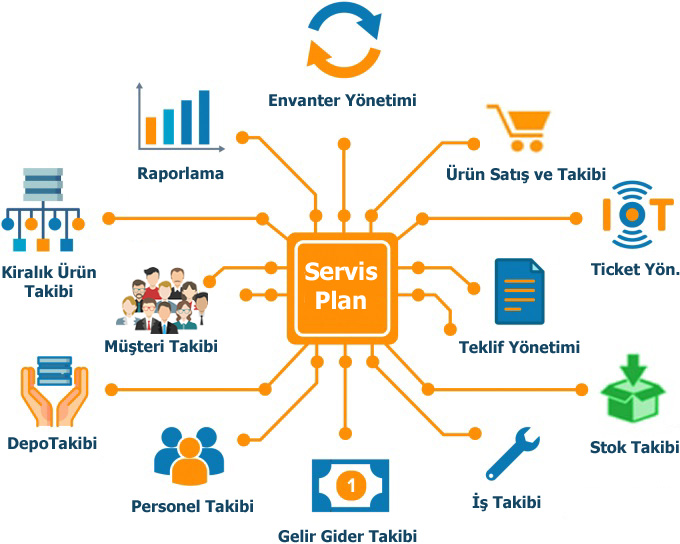 Envanter Yönetimi
Raporlama
Ürün Satış ve Takibi
IOT
Kiralık Ürün
Takibi
Servis
Plan
Ticket Yön.
Müşteri Takibi
Teklif Yönetimi
DepoTakibi
Stok Takibi
Personel Takibi
1
İş Takibi
Gelir Gider Takibi